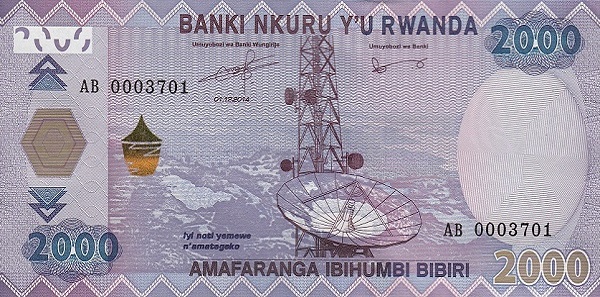 BANKI NKURU Y'U RWANDA
2000
Umuyobozi wa Banki Wungirije
Umuyobozi wa Banki
AB 0003701
01.12.2014
Iyi noti yemewe
n'amategeko
AB 0003701
2000
AMAFARANGA IBIHUMBI BIBIRI
2000